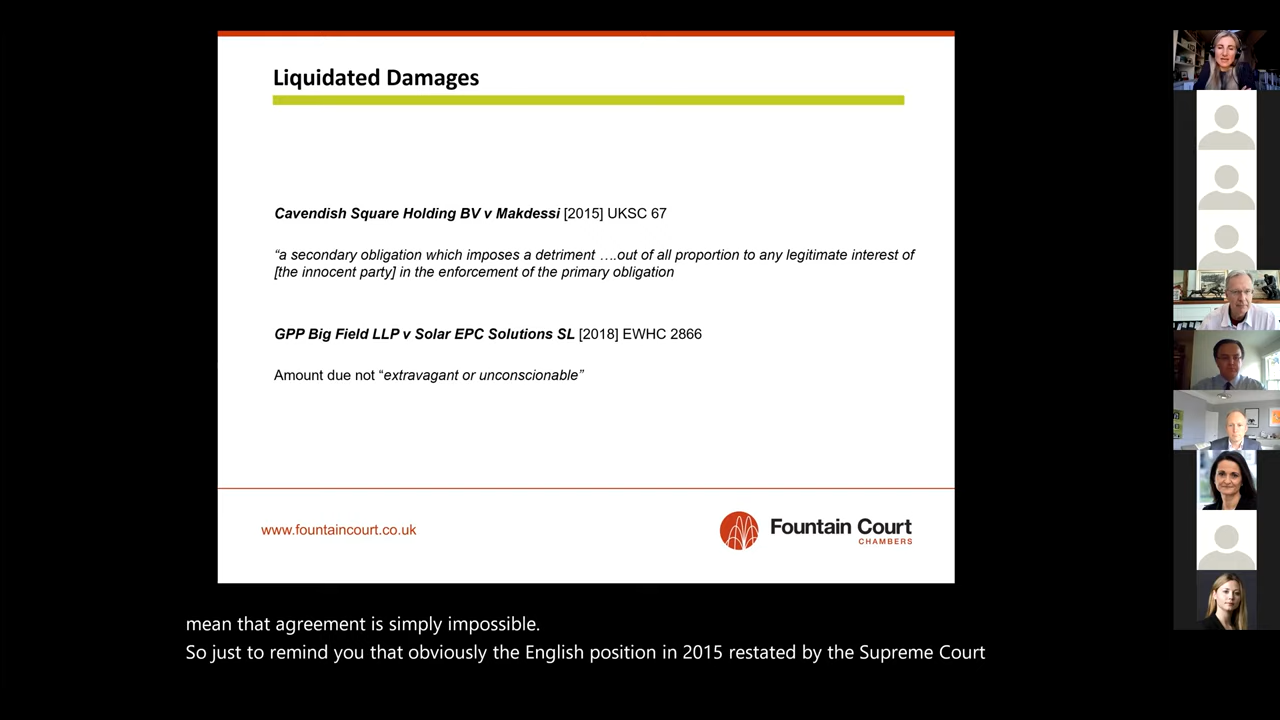 Liquidated Damages
Cavendish Square Holding BV v Makdessi [2015] UKSC 67
“a secondary obligation which imposes a detriment ….out of all proportion to any legitimate interest of
[the innocent party] in the enforcement of the primary obligation
GPP Big Field LLP v Solar EPC Solutions SL [2018] EWHC 2866
Amount due not “extravagant or unconscionable”
www.fountaincourt.co.uk
Fountain Court
CHAMBERS
mean that agreement is simply impossible.
So just to remind you that obviously the English position in 2015 restated by the Supreme Court